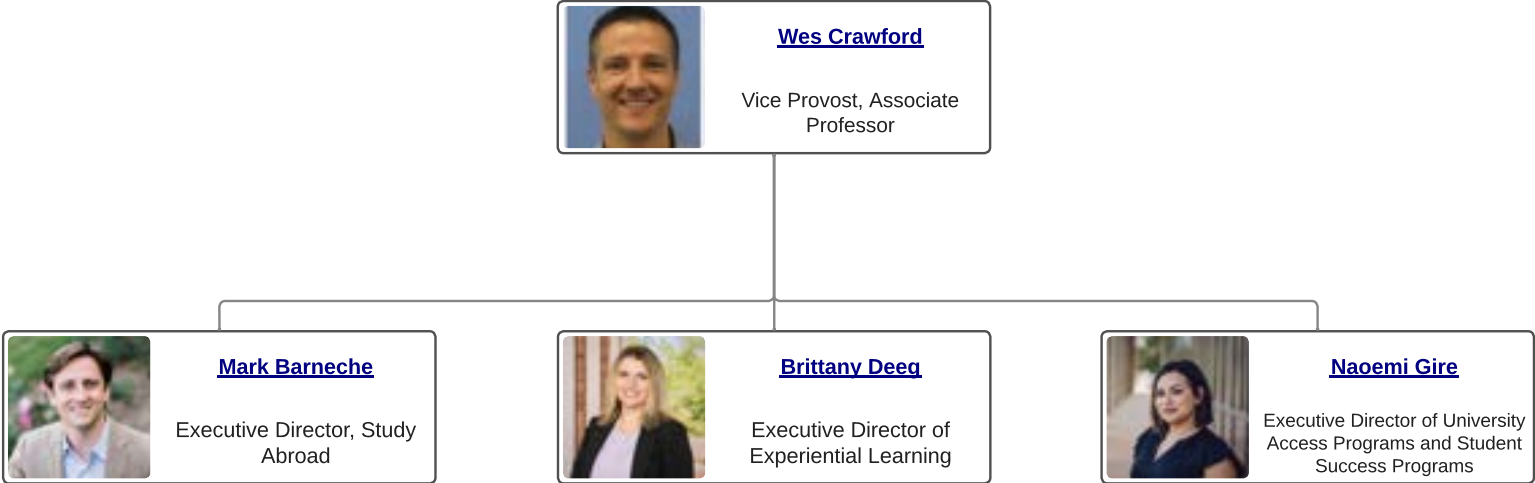 Wes Crawford
Vice Provost, Associate
Professor
Mark Barneche
Executive Director, Study
Abroad
Brittany Deeg
Executive Director of
Experiential Learning
Naoemi Gire
Executive Director of University
Access Programs and Student
Success Programs